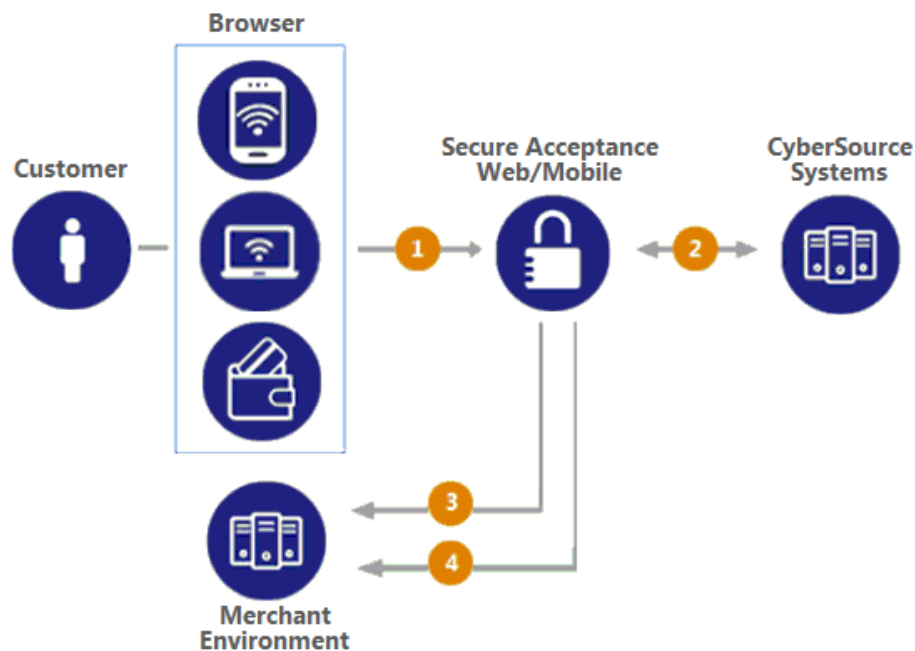 Browser
Customer
Secure Acceptance
Web/Mobile
CyberSource
Systems
1
2
3
4
Merchant
Environment